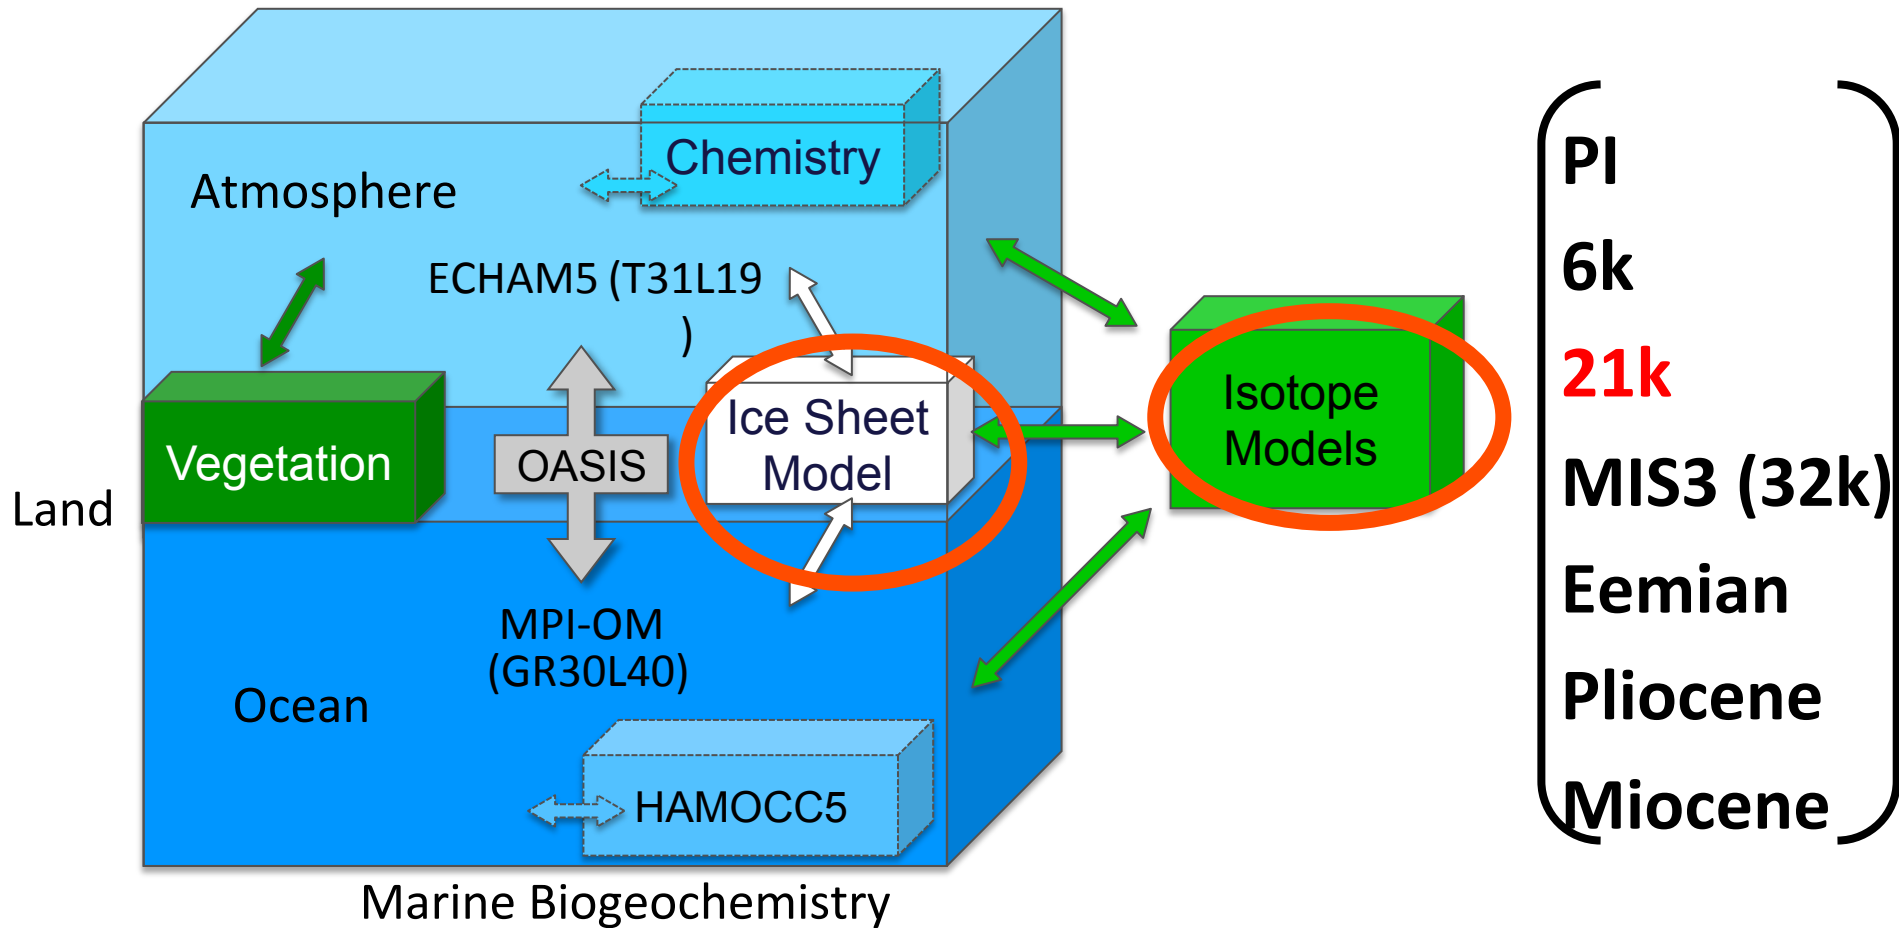 Chemistry
Atmosphere
ECHAM5 (T31L19
)
Vegetation
OASIS
Ice Sheet
Model
Land
MPI-OM
(GR30L40)
Ocean
HAMOCC5
Marine Biogeochemistry
Isotope
Models
PI
6k
21k
MIS3 (32k)
Eemian
Pliocene
Miocene